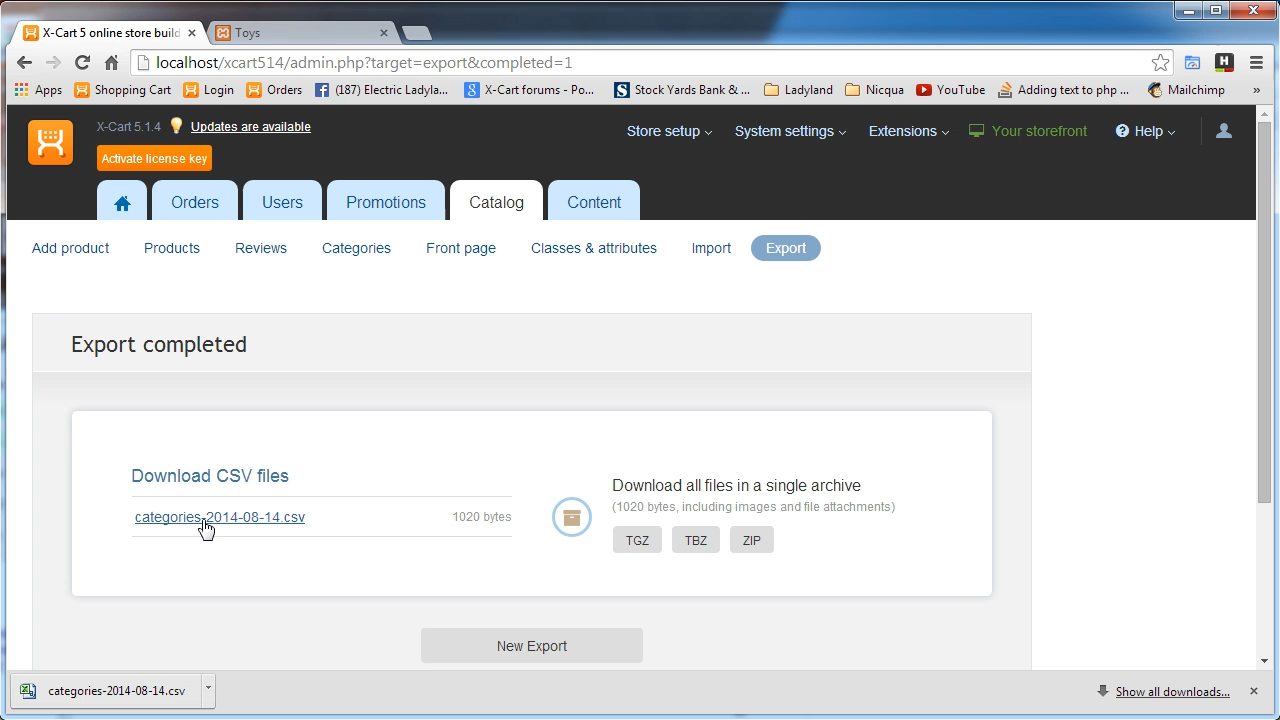 X-Cart 5 online store build
Toys
localhost/xcart514/admin.php?target=export&completed=1
Apps Shopping Cart Login Orders (187) Electric Ladyla... X-Cart forums - Po... Stock Yards Bank & ... Ladyland Nicqua YouTube Adding text to php ... Mailchimp »
X-Cart 5.1.4 Updates are available
Store setup System settings Extensions Your storefront Help
Activate license key
Orders Users Promotions Catalog Content
Add product Products Reviews Categories Front page Classes & attributes Import Export
Export completed
Download CSV files
categories-2014-08-14.csv 1020 bytes
Download all files in a single archive
(1020 bytes, including images and file attachments)
TGZ TBZ ZIP
New Export
categories-2014-08-14.csv
Show all downloads...